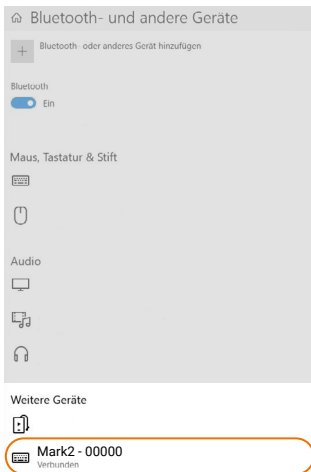 Bluetooth- und andere Geräte
Bluetooth- oder anderes Gerät hinzufügen
Bluetooth
Ein
Maus, Tastatur & Stift
Audio
Weitere Geräte
Mark2 - 00000
Verbunden